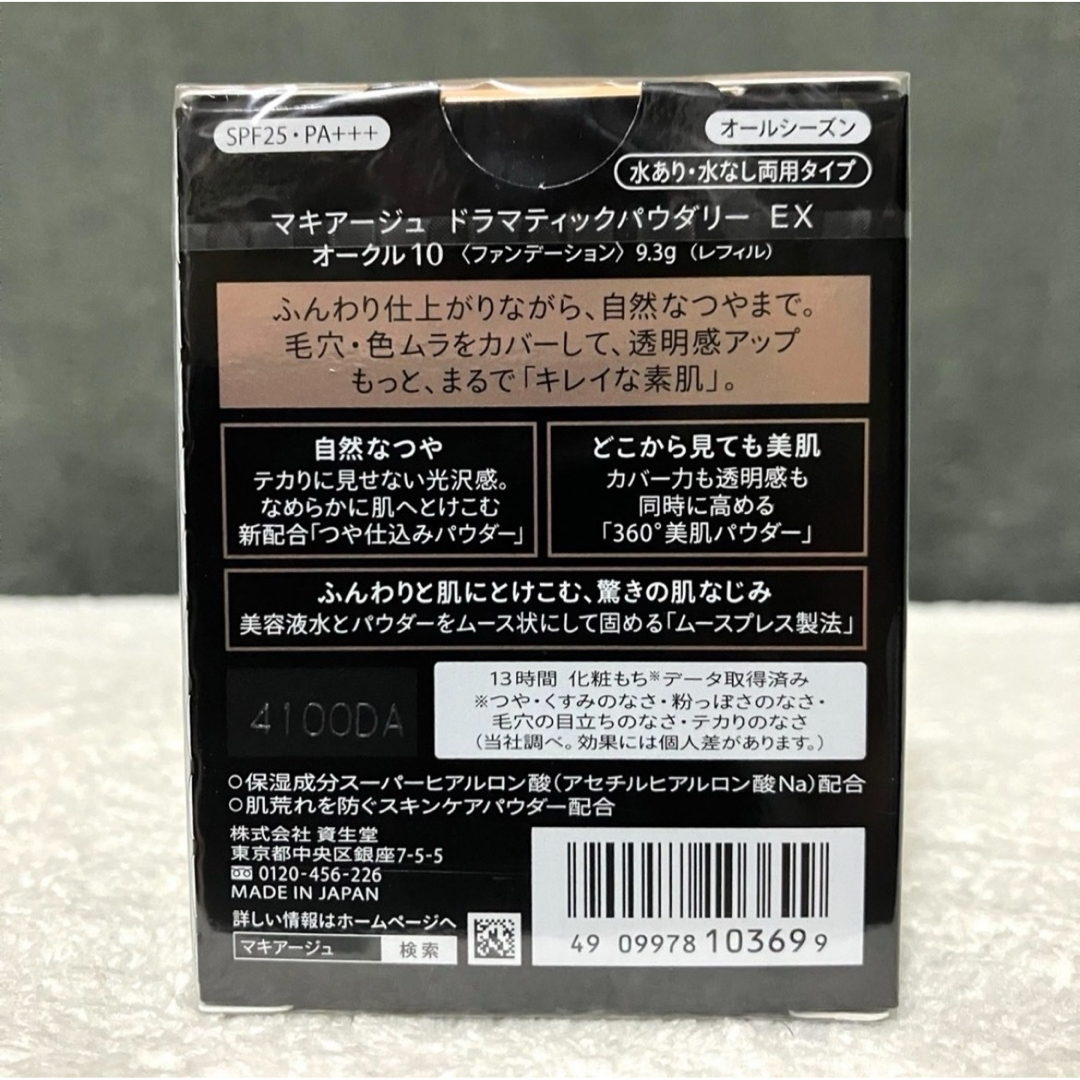 SPF25・PA+++
オールシーズン
水あり・水なし両用タイプ
マキアージュ ドラマティックパウダリー EX
オークル10 〈ファンデーション〉 9.3g (レフィル)
ふんわり仕上がりながら、自然なつやまで。
毛穴・色ムラをカバーして、透明感アップ
もっと、まるで「キレイな素肌」。
自然なつや
テカりに見せない光沢感。
なめらかに肌へとけこむ
新配合「つや仕込みパウダー」
どこから見ても美肌
カバー力も透明感も
同時に高める
「360°美肌パウダー」
ふんわりと肌にとけこむ、驚きの肌なじみ
美容液水とパウダーをムース状にして固める「ムースプレス製法」
4100DA
13時間 化粧もち※データ取得済み
※つや・くすみのなさ・粉っぽさのなさ・
毛穴の目立ちのなさ・テカりのなさ
(当社調べ。効果には個人差があります。)
○保湿成分スーパーヒアルロン酸(アセチルヒアルロン酸Na)配合
○肌荒れを防ぐスキンケアパウダー配合
株式会社 資生堂
東京都中央区銀座7-5-5
0120-456-226
MADE IN JAPAN
詳しい情報はホームページへ
マキアージュ 検索
49 09978 10369 9